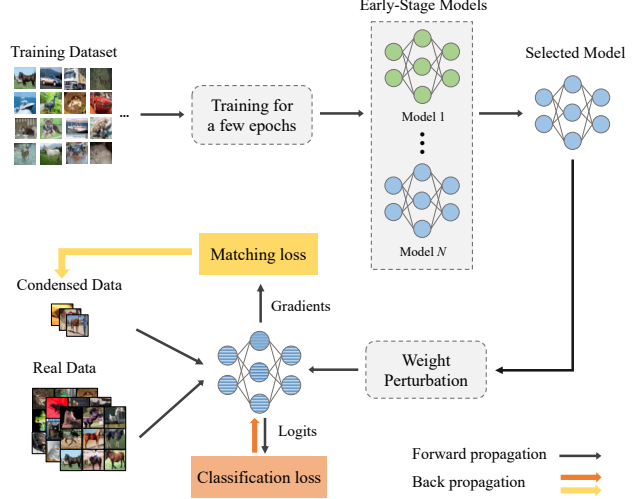 Early-Stage Models
Training Dataset
Selected Model
...
Training for
a few epochs
Model 1
Model N
Matching loss
Condensed Data
Gradients
Real Data
Weight
Perturbation
Logits
Classification loss
Forward propagation
Back propagation